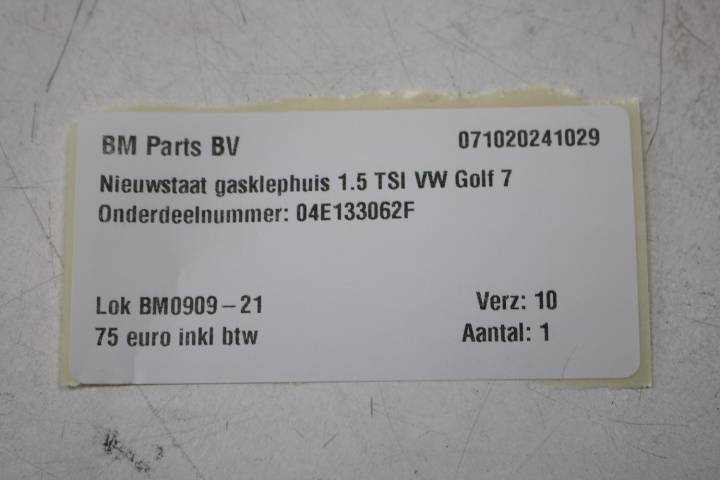 BM Parts BV 071020241029
Nieuwstaat gasklephuis 1.5 TSI VW Golf 7
Onderdeelnummer: 04E133062F
Lok BM0909-21 Verz: 10
75 euro inkl btw Aantal: 1